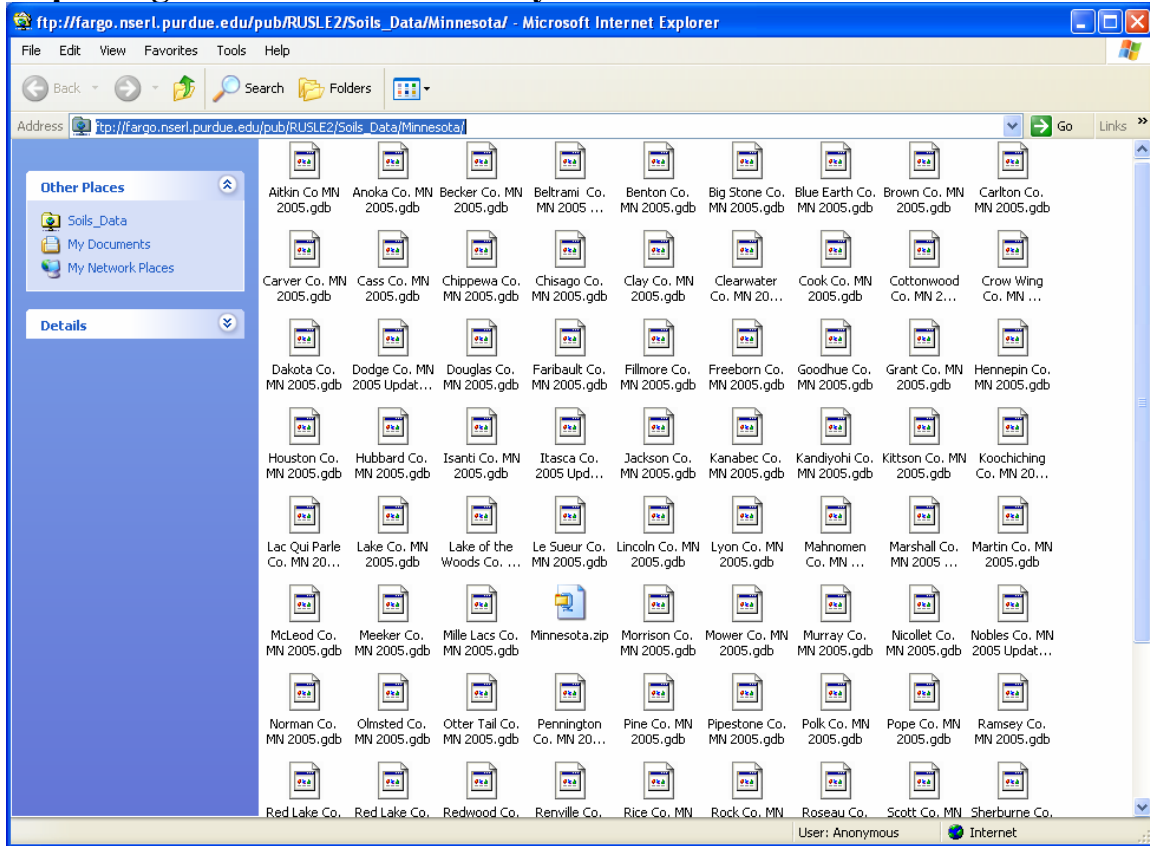 ftp://fargo.nserl.purdue.edu/pub/RUSLE2/Soils_Data/Minnesota/ - Microsoft Internet Explorer
File Edit View Favorites Tools Help
Back Search Folders
Address ftp://fargo.nserl.purdue.edu/pub/RUSLE2/Soils_Data/Minnesota/ Go Links »
Other Places
Soils_Data
My Documents
My Network Places
Details
Aitkin Co MN Anoka Co. MN Becker Co. MN Beltrami Co. Benton Co. Big Stone Co. Blue Earth Co. Brown Co. MN Carlton Co.
2005.gdb 2005.gdb 2005.gdb MN 2005 ... MN 2005.gdb MN 2005.gdb MN 2005.gdb 2005.gdb MN 2005.gdb
Carver Co. MN Cass Co. MN Chippewa Co. Chisago Co. Clay Co. MN Clearwater Cook Co. MN Cottonwood Crow Wing
2005.gdb 2005.gdb MN 2005.gdb MN 2005.gdb 2005.gdb Co. MN 20... 2005.gdb Co. MN 2... Co. MN ...
Dakota Co. Dodge Co. MN Douglas Co. Faribault Co. Fillmore Co. Freeborn Co. Goodhue Co. Grant Co. MN Hennepin Co.
MN 2005.gdb 2005 Updat... MN 2005.gdb MN 2005.gdb MN 2005.gdb MN 2005.gdb MN 2005.gdb 2005.gdb MN 2005.gdb
Houston Co. Hubbard Co. Isanti Co. MN Itasca Co. Jackson Co. Kanabec Co. Kandiyohi Co. Kittson Co. MN Koochiching
MN 2005.gdb MN 2005.gdb 2005.gdb 2005 Upd... MN 2005.gdb MN 2005.gdb MN 2005.gdb 2005.gdb Co. MN 20...
Lac Qui Parle Lake Co. MN Lake of the Le Sueur Co. Lincoln Co. MN Lyon Co. MN Mahnomen Marshall Co. Martin Co. MN
Co. MN 20... 2005.gdb Woods Co. ... MN 2005.gdb 2005.gdb 2005.gdb Co. MN ... MN 2005 ... 2005.gdb
McLeod Co. Meeker Co. Mille Lacs Co. Minnesota.zip Morrison Co. Mower Co. MN Murray Co. Nicollet Co. Nobles Co. MN
MN 2005.gdb MN 2005.gdb MN 2005.gdb MN 2005.gdb 2005.gdb MN 2005.gdb MN 2005.gdb 2005 Updat...
Norman Co. Olmsted Co. Otter Tail Co. Pennington Pine Co. MN Pipestone Co. Polk Co. MN Pope Co. MN Ramsey Co.
MN 2005.gdb MN 2005.gdb MN 2005.gdb Co. MN 20... 2005.gdb MN 2005.gdb 2005.gdb 2005.gdb MN 2005.gdb
Red Lake Co. Red Lake Co. Redwood Co. Renville Co. Rice Co. MN Rock Co. MN Roseau Co. Scott Co. MN Sherburne Co.
User: Anonymous Internet